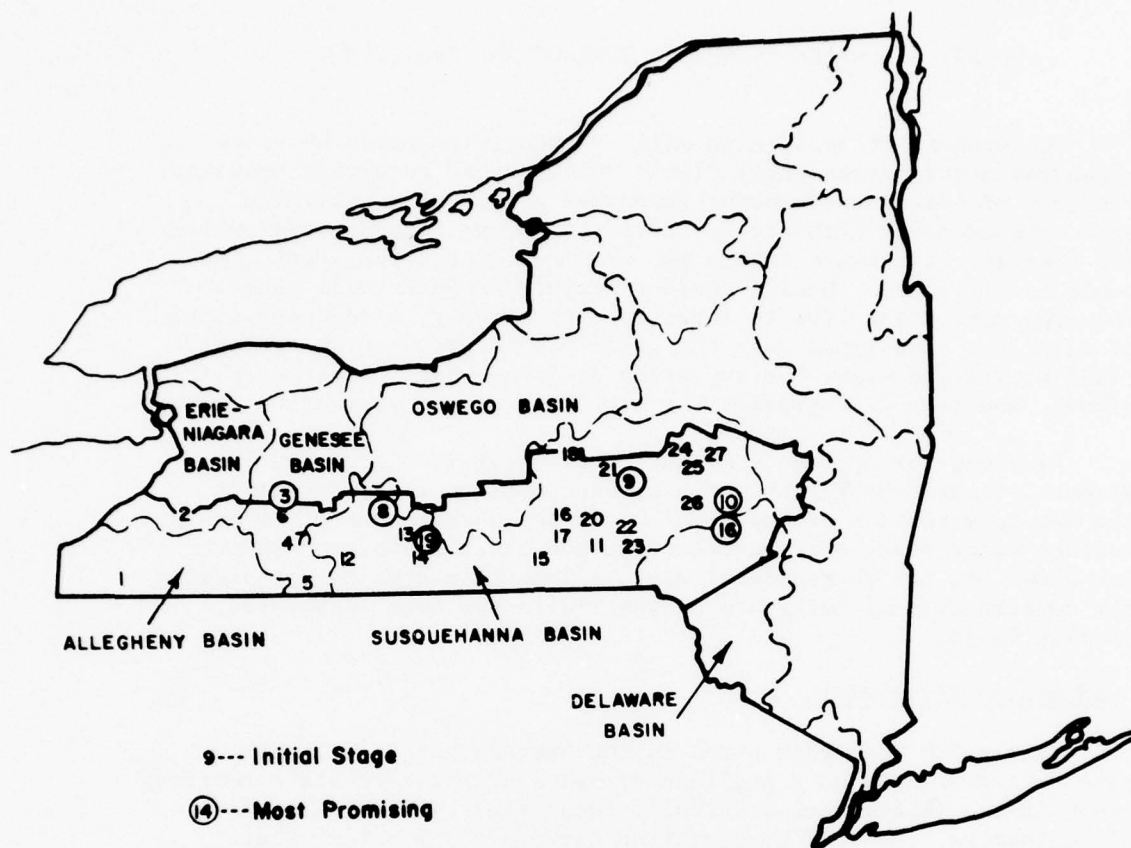 ERIE-
NIAGARA
BASIN
GENESEE
BASIN
OSWEGO BASIN
18
24
27
21
9
25
3
2
6
8
16
20
26
10
4
13
19
17
22
16
12
14
15
11
23
1
5
ALLEGHENY BASIN
SUSQUEHANNA BASIN
DELAWARE
BASIN
9--- Initial Stage
14---Most Promising